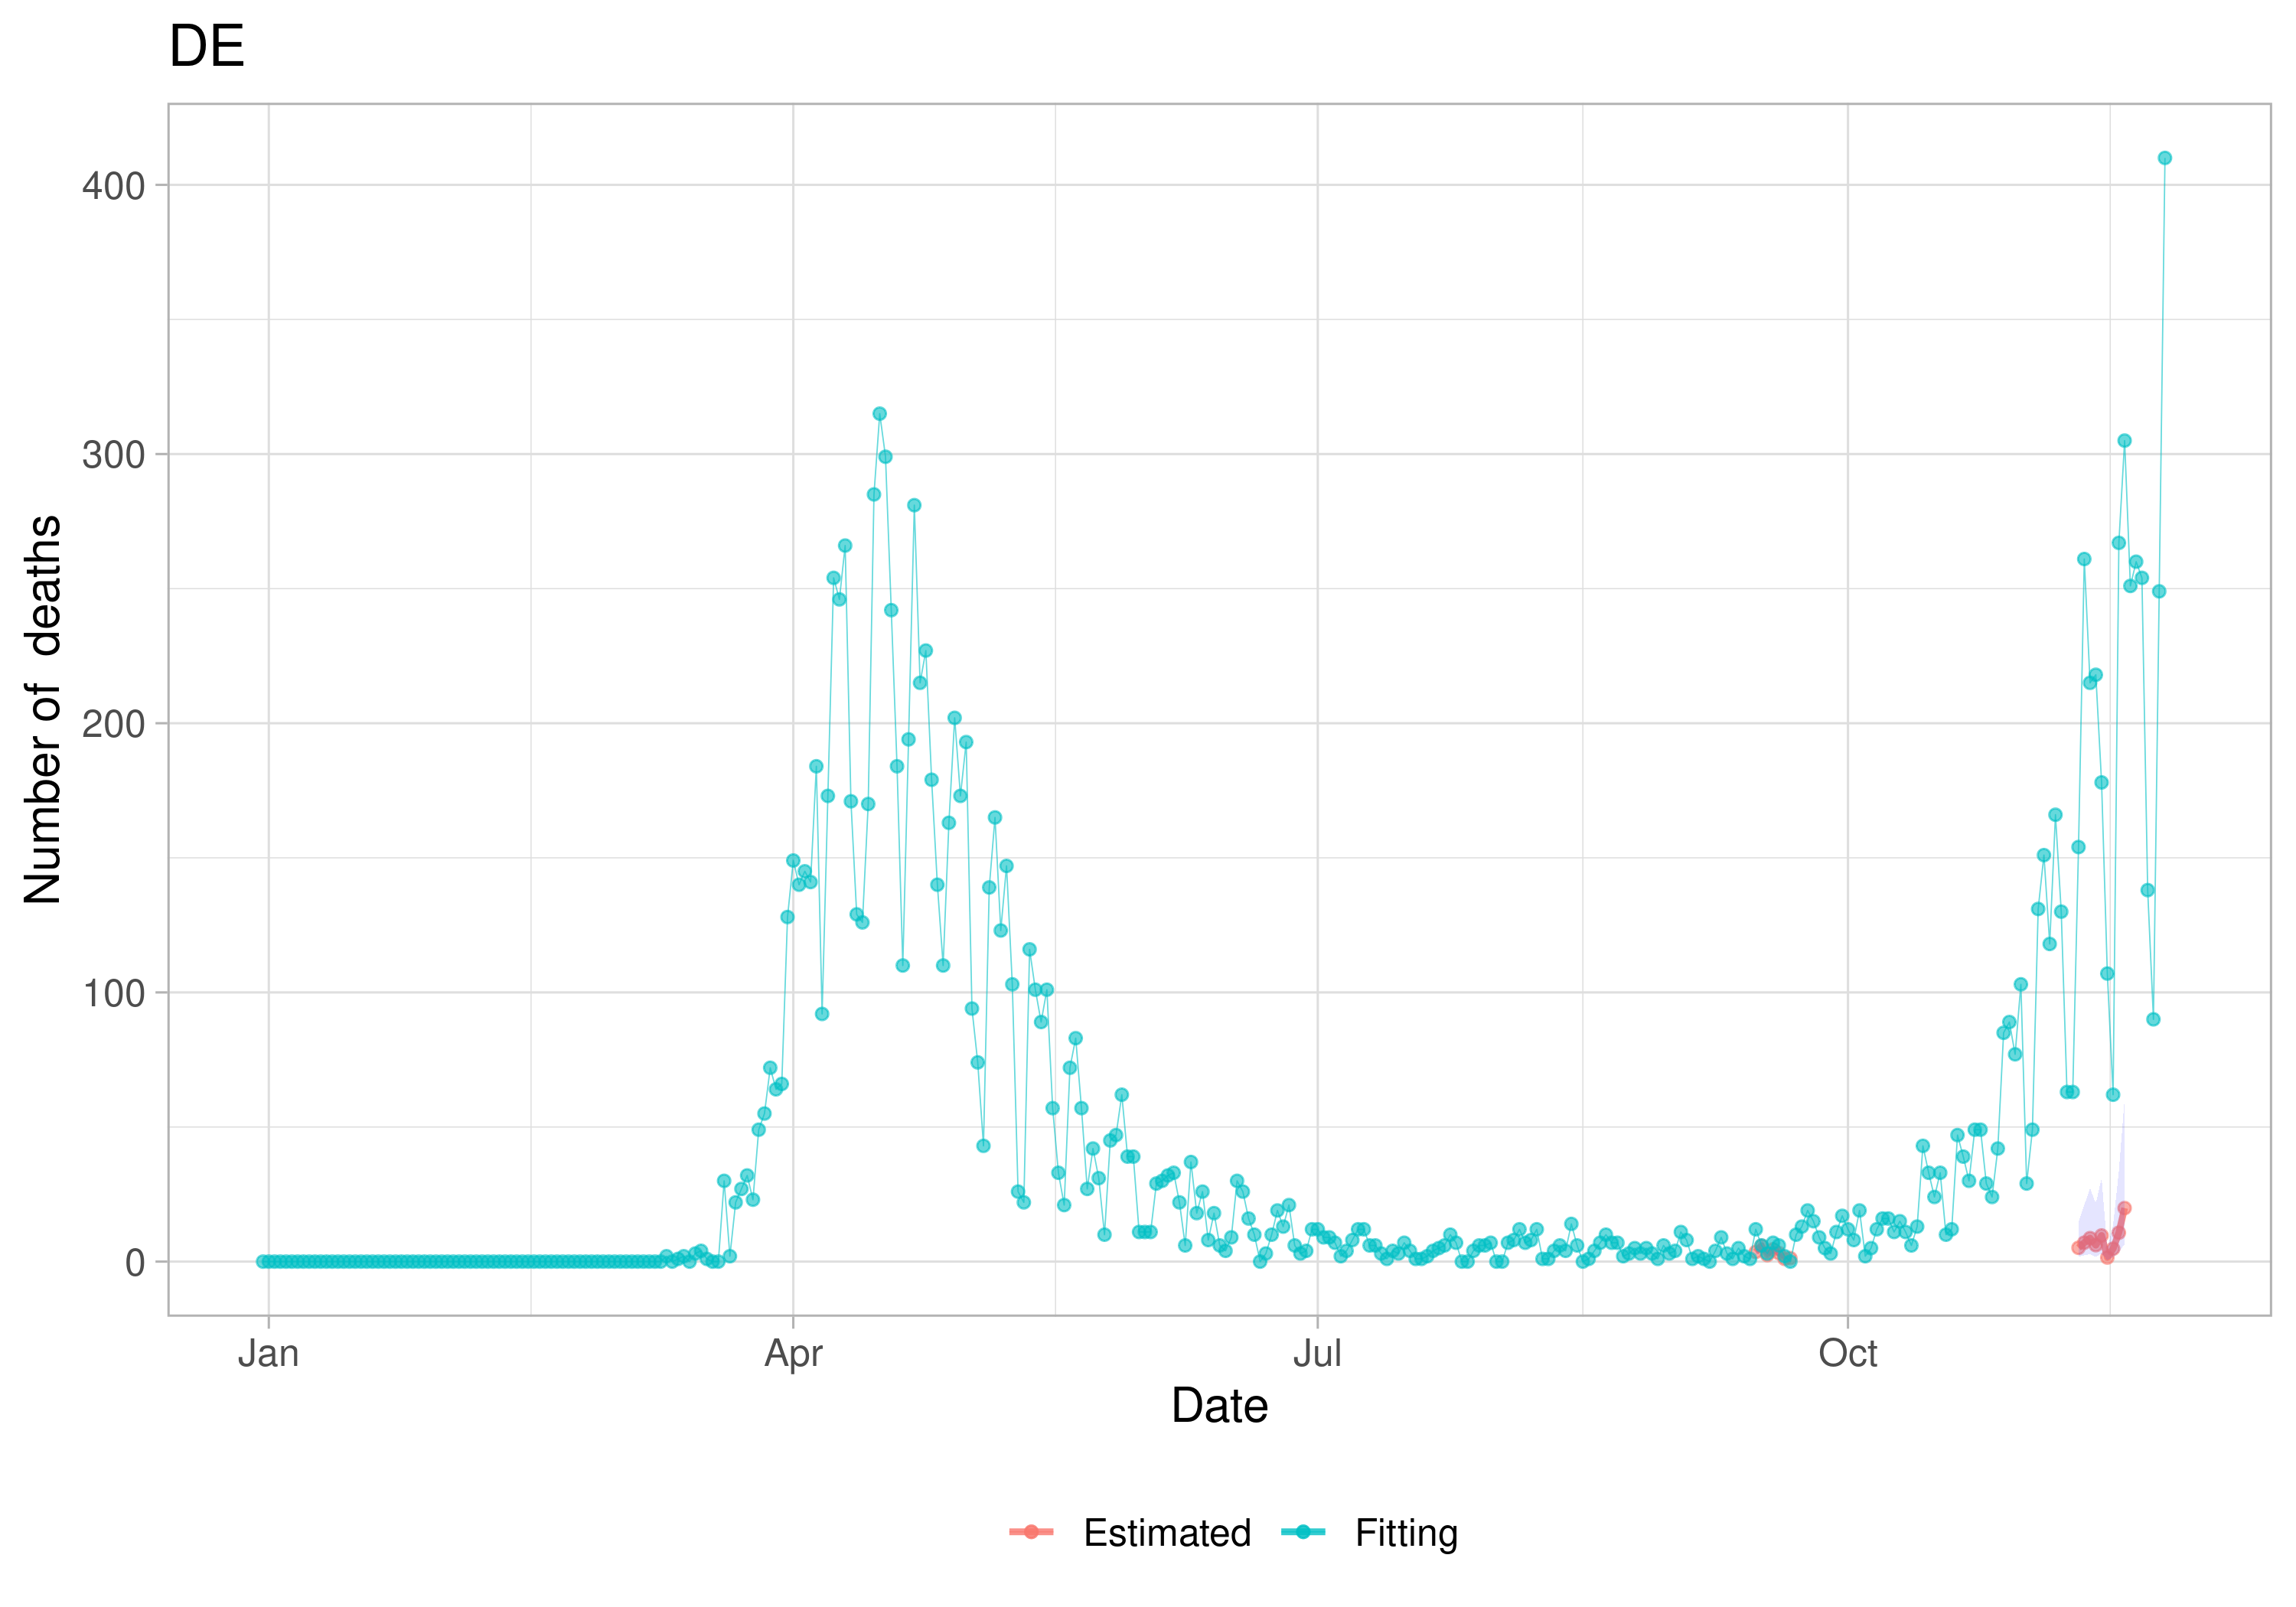 DE
Number of deaths
400
300
200
100
0
Jan Apr Jul Oct
Date
Estimated Fitting